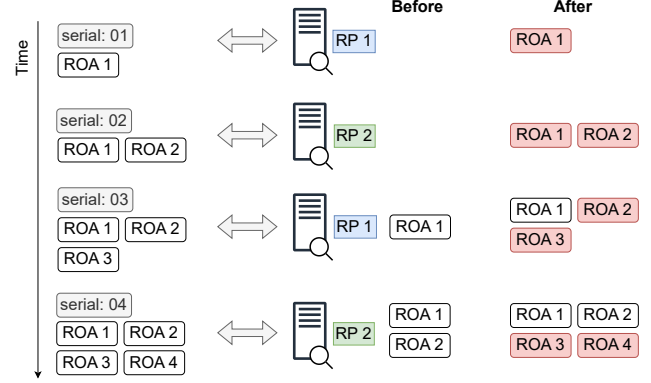 Before After
Time
serial: 01
ROA 1
RP 1
ROA 1
serial: 02
ROA 1 ROA 2
RP 2
ROA 1 ROA 2
serial: 03
ROA 1 ROA 2
ROA 3
RP 1
ROA 1
ROA 1 ROA 2
ROA 3
serial: 04
ROA 1 ROA 2
ROA 3 ROA 4
RP 2
ROA 1
ROA 2
ROA 1 ROA 2
ROA 3 ROA 4